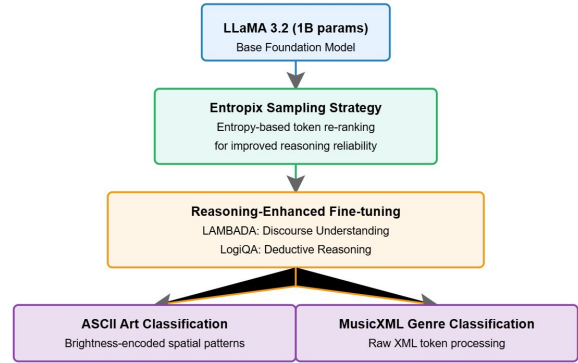 LLaMA 3.2 (1B params)
Base Foundation Model
Entropix Sampling Strategy
Entropy-based token re-ranking
for improved reasoning reliability
Reasoning-Enhanced Fine-tuning
LAMBADA: Discourse Understanding
LogiQA: Deductive Reasoning
ASCII Art Classification
Brightness-encoded spatial patterns
MusicXML Genre Classification
Raw XML token processing